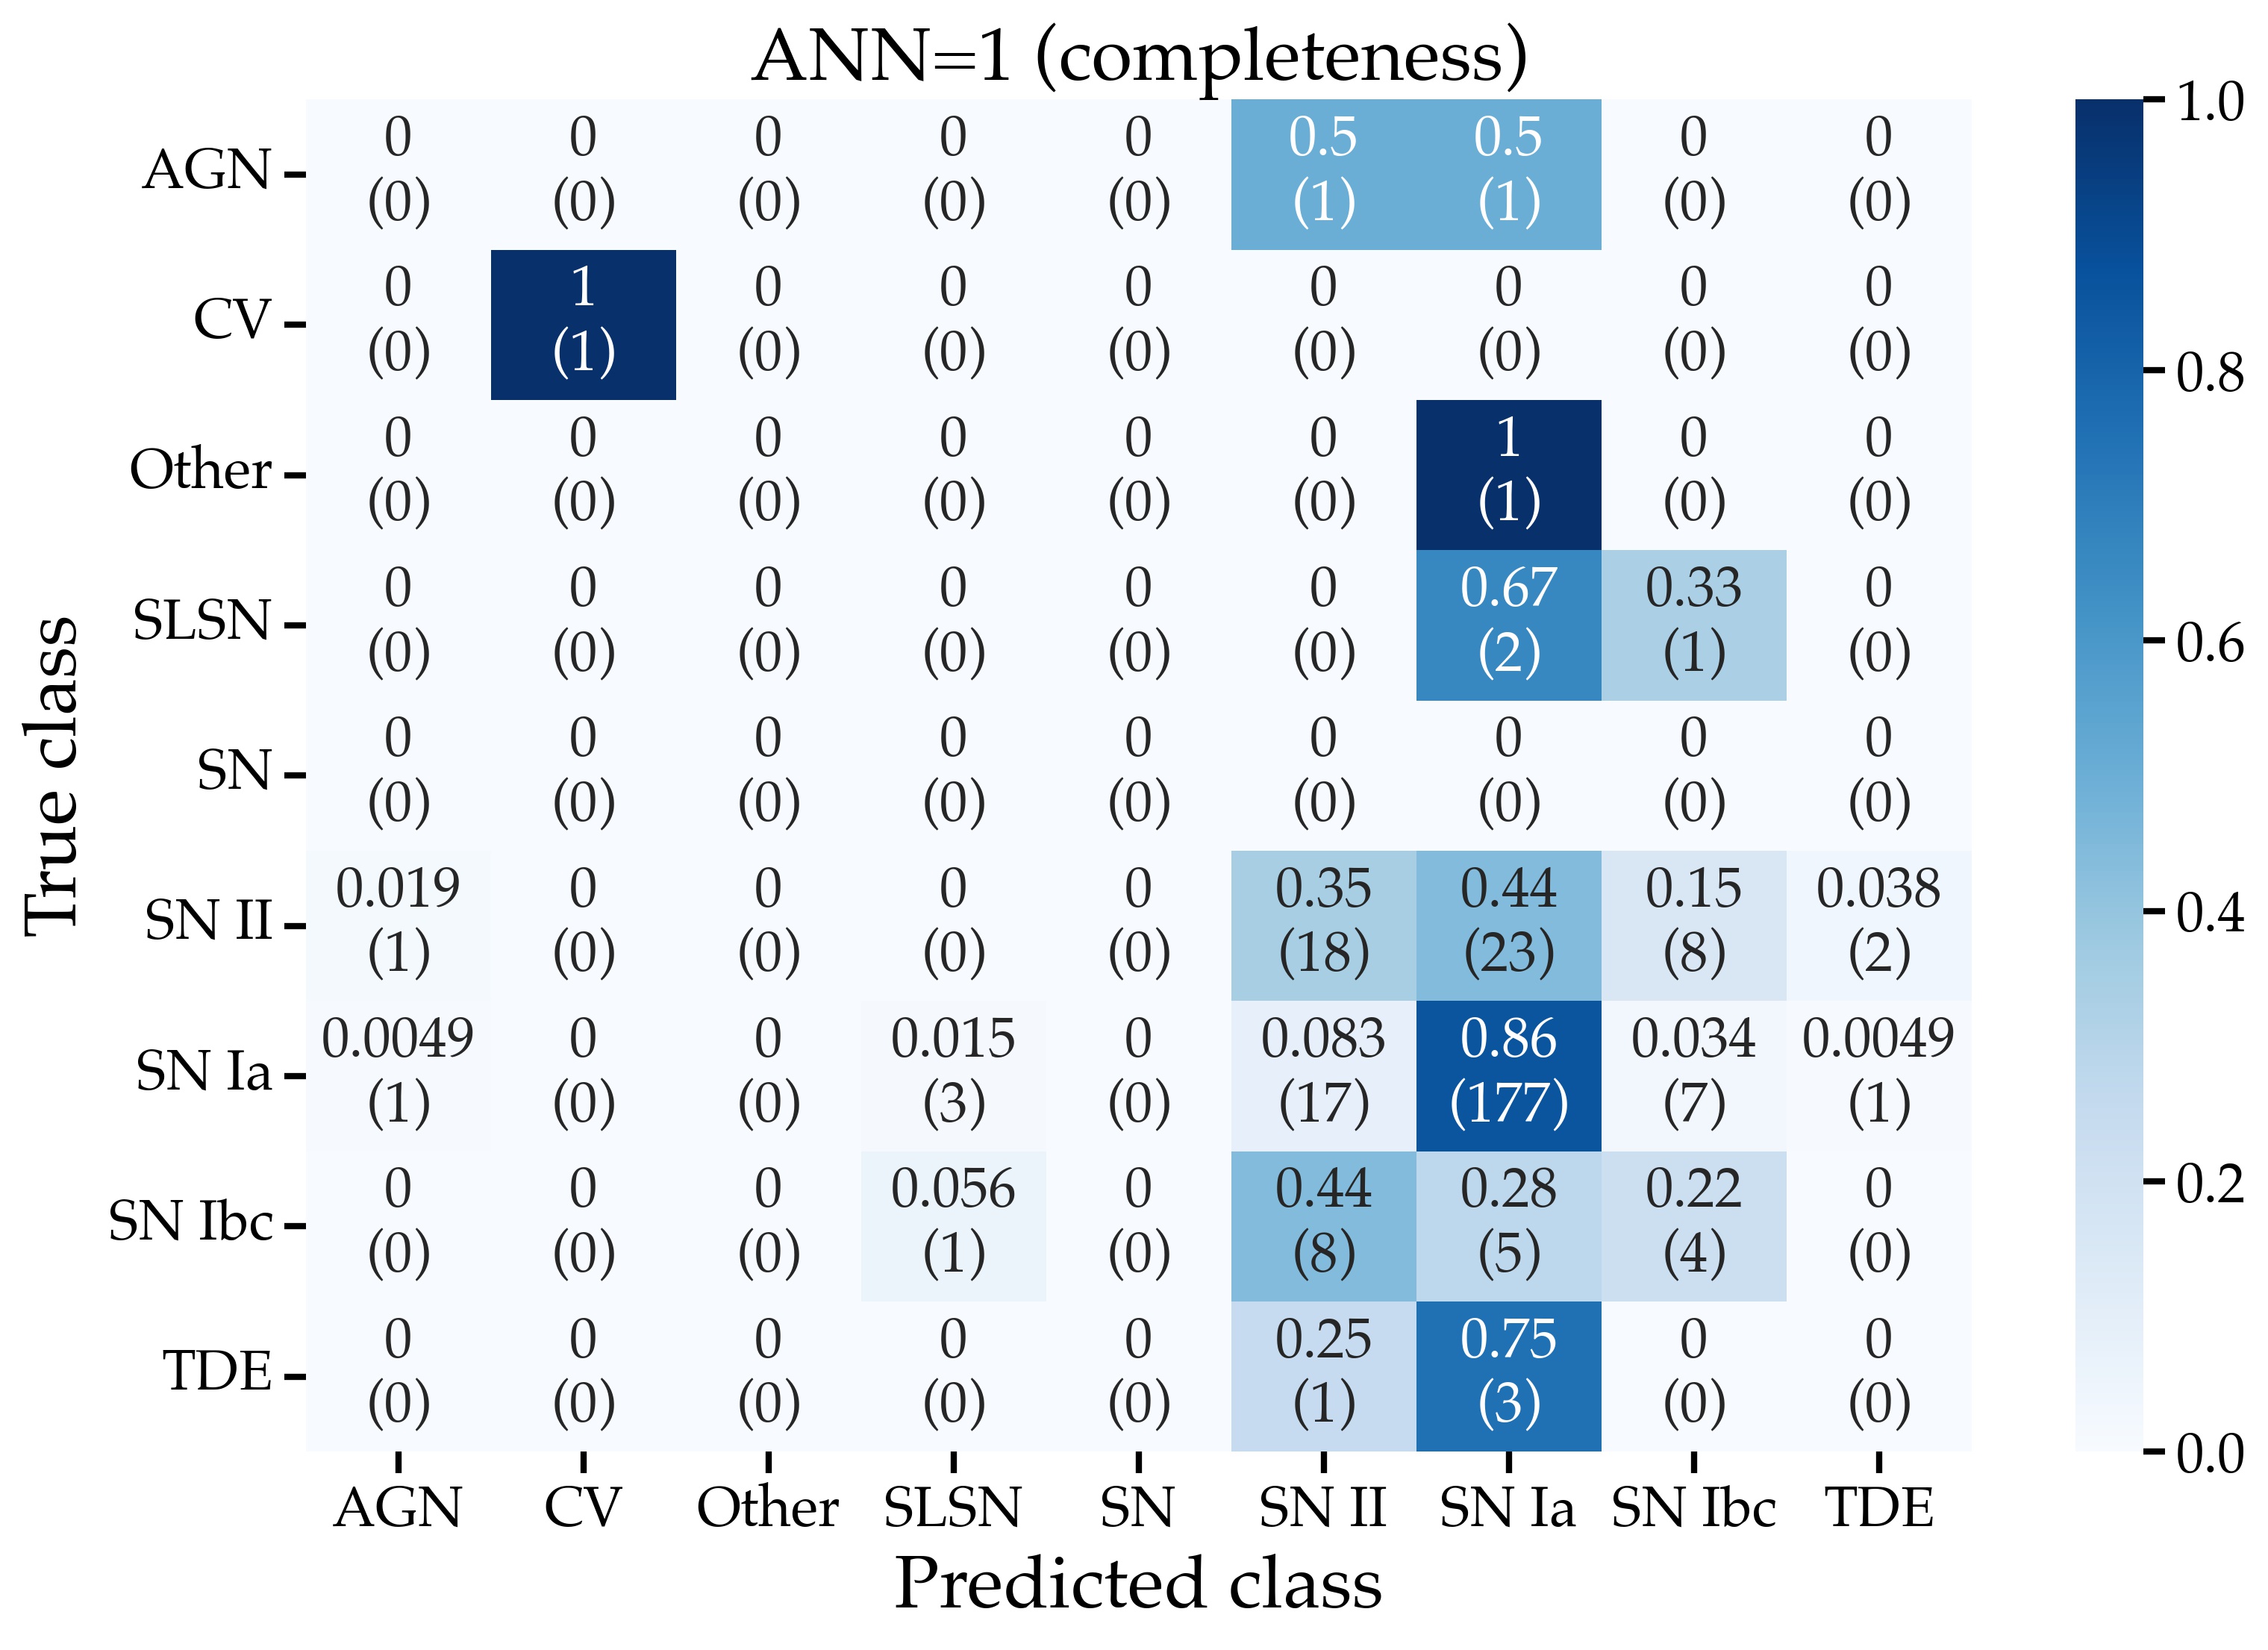 ANN=1 (completeness)
AGN 0 0 0 0 0 0.5 0.5 0 0
(0) (0) (0) (0) (0) (1) (1) (0) (0)
CV 0 1 0 0 0 0 0 0 0
(0) (1) (0) (0) (0) (0) (0) (0) (0)
Other 0 0 0 0 0 0 1 0 0
(0) (0) (0) (0) (0) (0) (1) (0) (0)
SLSN 0 0 0 0 0 0 0.67 0.33 0
(0) (0) (0) (0) (0) (0) (2) (1) (0)
SN 0 0 0 0 0 0 0 0 0
(0) (0) (0) (0) (0) (0) (0) (0) (0)
SN II 0.019 0 0 0 0 0.35 0.44 0.15 0.038
(1) (0) (0) (0) (0) (18) (23) (8) (2)
SN Ia 0.0049 0 0 0.015 0 0.083 0.86 0.034 0.0049
(1) (0) (0) (3) (0) (17) (177) (7) (1)
SN Ibc 0 0 0 0.056 0 0.44 0.28 0.22 0
(0) (0) (0) (1) (0) (8) (5) (4) (0)
TDE 0 0 0 0 0 0.25 0.75 0 0
(0) (0) (0) (0) (0) (1) (3) (0) (0)
AGN CV Other SLSN SN SN II SN Ia SN Ibc TDE
Predicted class
True class
1.0
0.8
0.6
0.4
0.2
0.0